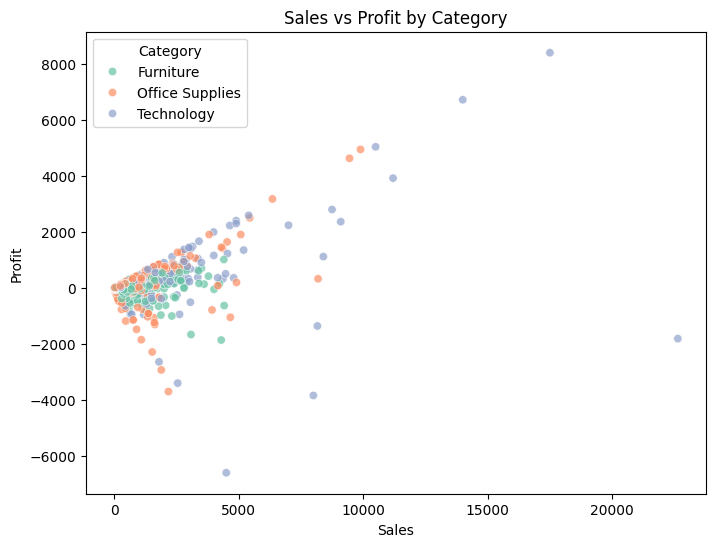 Sales vs Profit by Category
Category
Furniture
Office Supplies
Technology
8000
6000
4000
2000
0
−2000
−4000
−6000
Profit
0
5000
10000
15000
20000
Sales